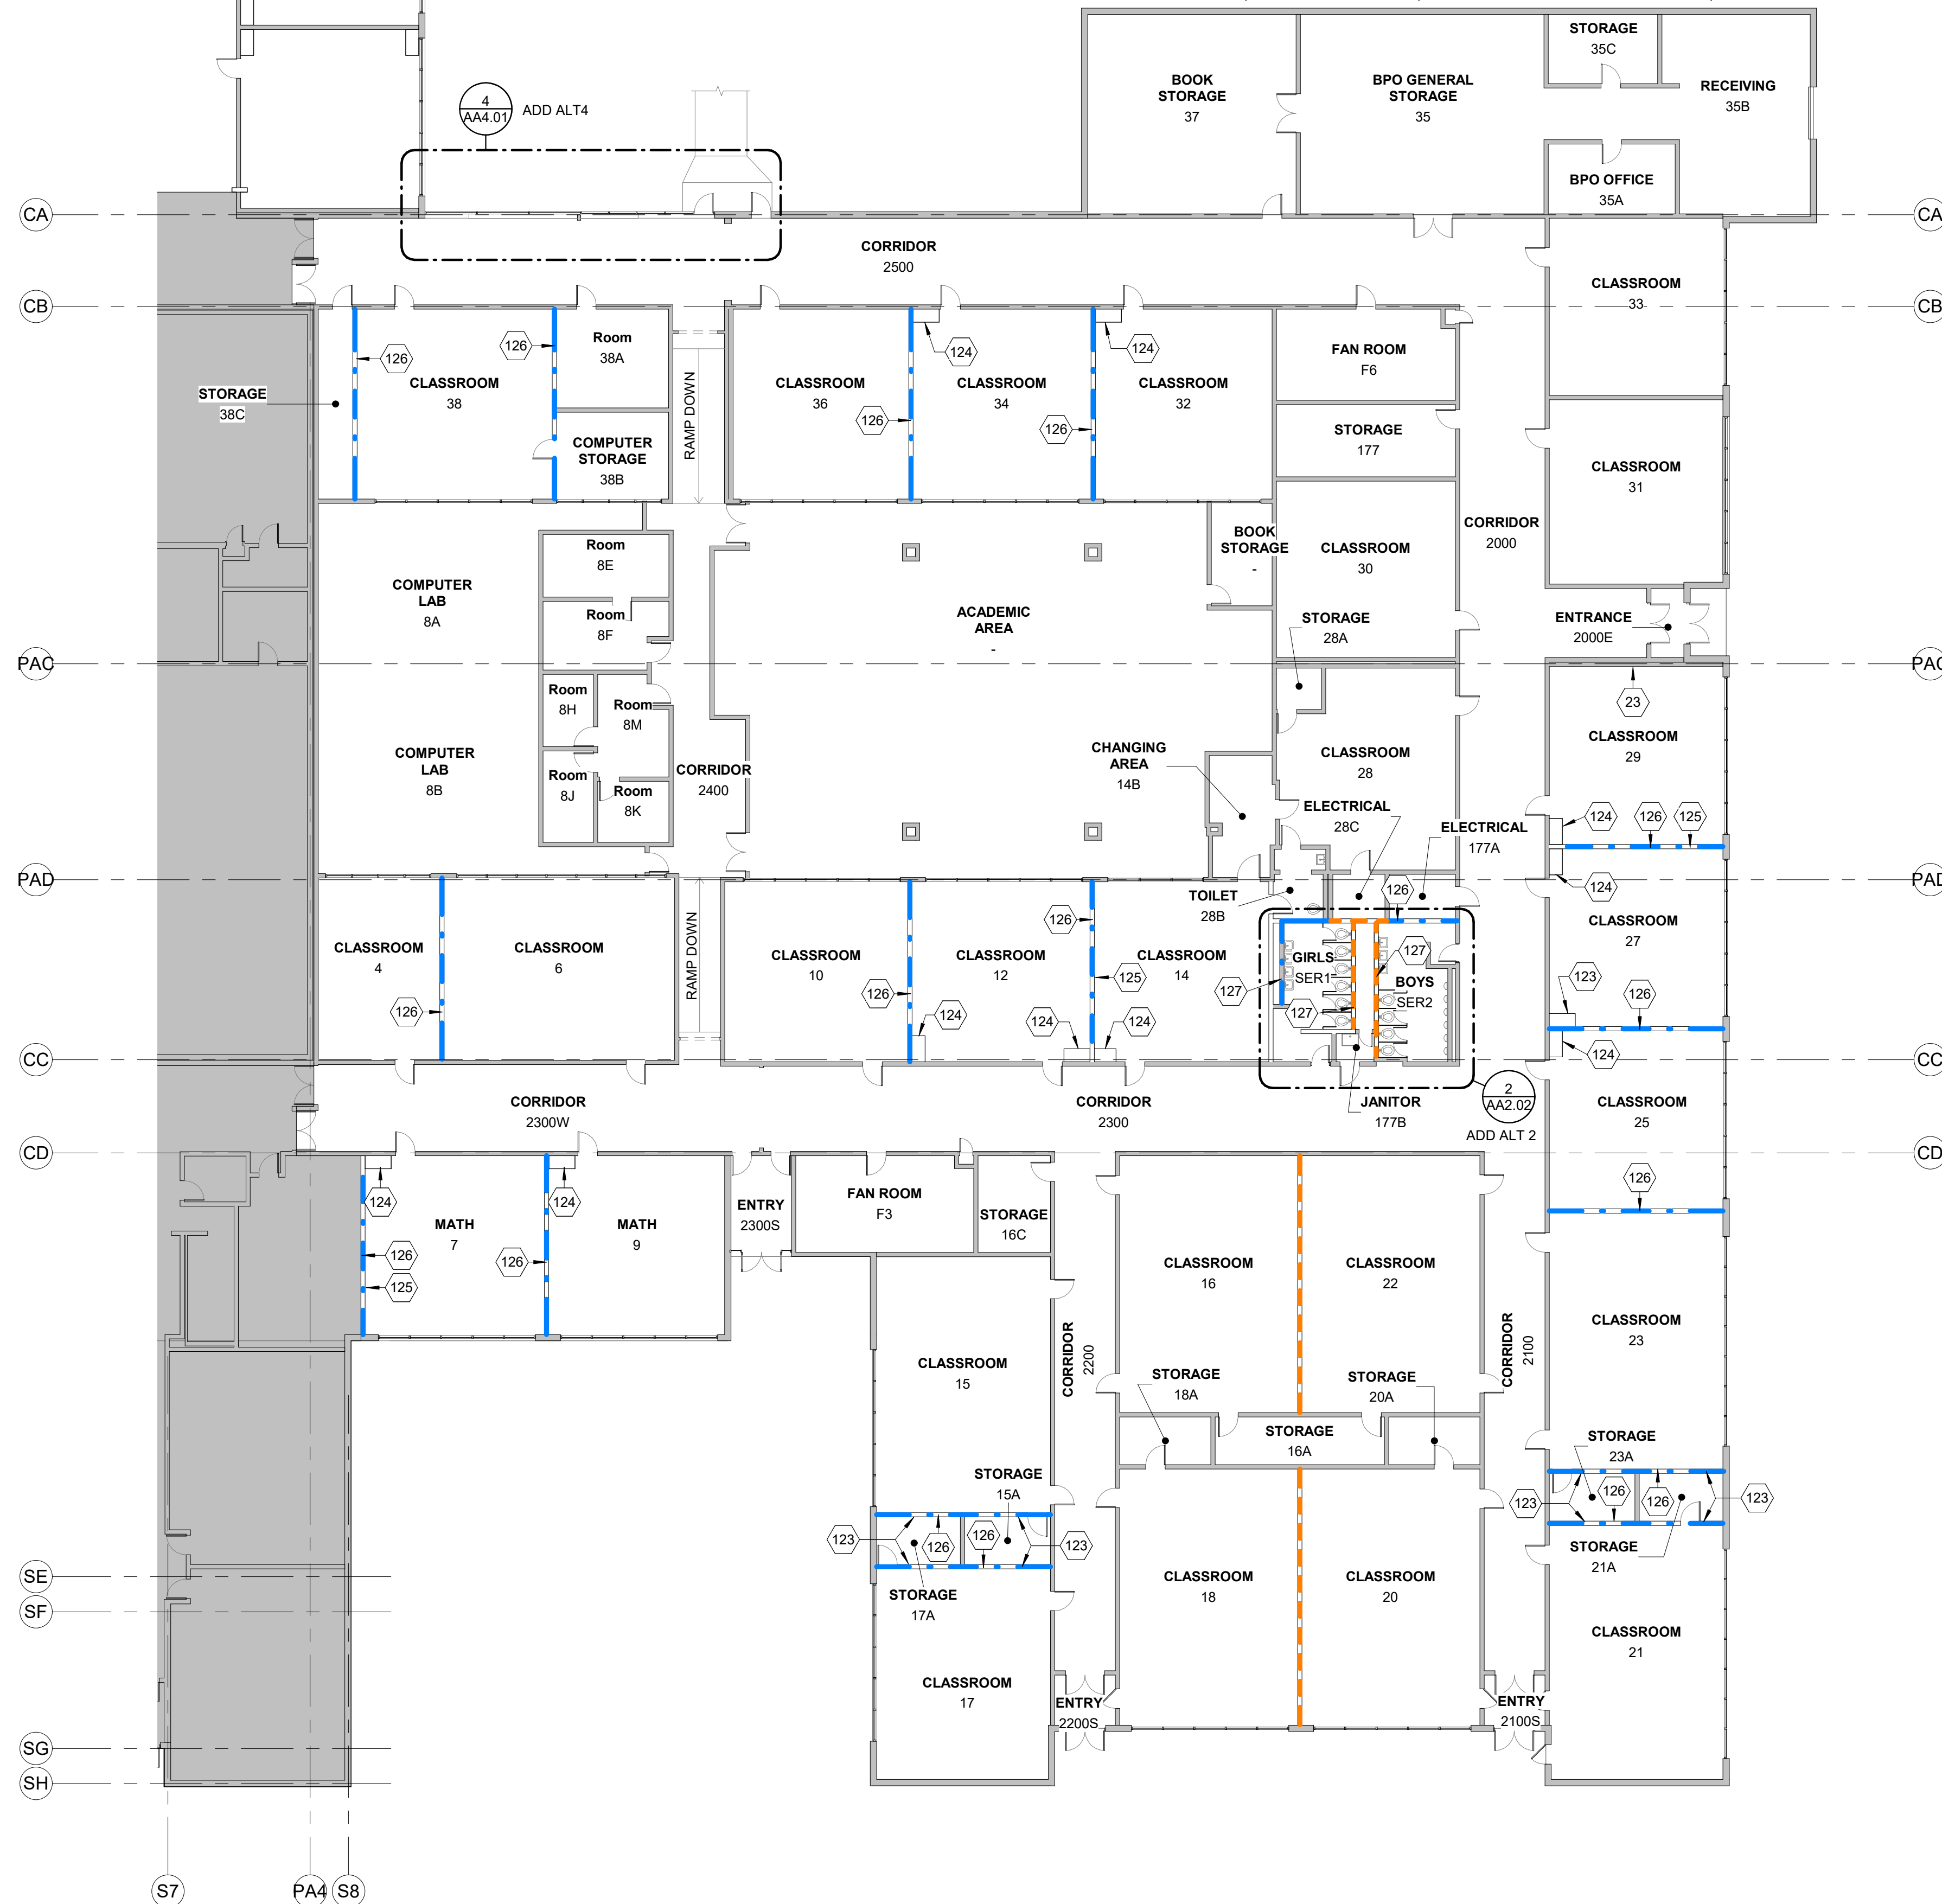 STORAGE
35C
BOOK
STORAGE
37
BPO GENERAL
STORAGE
35
RECEIVING
35B
4
AA4.01
ADD ALT4
BPO OFFICE
35A
CA
CA
CORRIDOR
2500
CLASSROOM
33
CB
CB
Room
38A
126
126
124
124
FAN ROOM
F6
STORAGE
38C
CLASSROOM
38
CLASSROOM
36
CLASSROOM
34
CLASSROOM
32
RAMP DOWN
126
126
STORAGE
177
COMPUTER
STORAGE
38B
CLASSROOM
31
CORRIDOR
2000
BOOK
STORAGE
-
CLASSROOM
30
Room
8E
COMPUTER
LAB
8A
Room
8F
ACADEMIC
AREA
-
STORAGE
28A
ENTRANCE
2000E
PAC
PAC
Room
8H
Room
8M
23
CLASSROOM
29
COMPUTER
LAB
8B
Room
8J
Room
8K
CORRIDOR
2400
CHANGING
AREA
14B
CLASSROOM
28
ELECTRICAL
28C
ELECTRICAL
177A
124
126
125
PAD
PAD
TOILET
28B
126
124
CLASSROOM
27
CLASSROOM
4
CLASSROOM
6
RAMP DOWN
CLASSROOM
10
CLASSROOM
12
126
125
CLASSROOM
14
GIRLS
SER1
127
BOYS
SER2
127
127
123
126
126
126
124
124
124
124
CC
CC
2
AA2.02
ADD ALT 2
CORRIDOR
2300W
CORRIDOR
2300
JANITOR
177B
CLASSROOM
25
CD
CD
126
124
124
MATH
7
MATH
9
126
125
126
ENTRY
2300S
FAN ROOM
F3
STORAGE
16C
CLASSROOM
16
CLASSROOM
22
CLASSROOM
15
CORRIDOR
2200
CORRIDOR
2100
CLASSROOM
23
STORAGE
18A
STORAGE
20A
STORAGE
16A
STORAGE
15A
STORAGE
23A
123
126
126
123
123
126
126
123
STORAGE
17A
STORAGE
21A
CLASSROOM
18
CLASSROOM
20
CLASSROOM
21
SE
SF
CLASSROOM
17
ENTRY
2200S
ENTRY
2100S
SG
SH
S7
PA4
S8